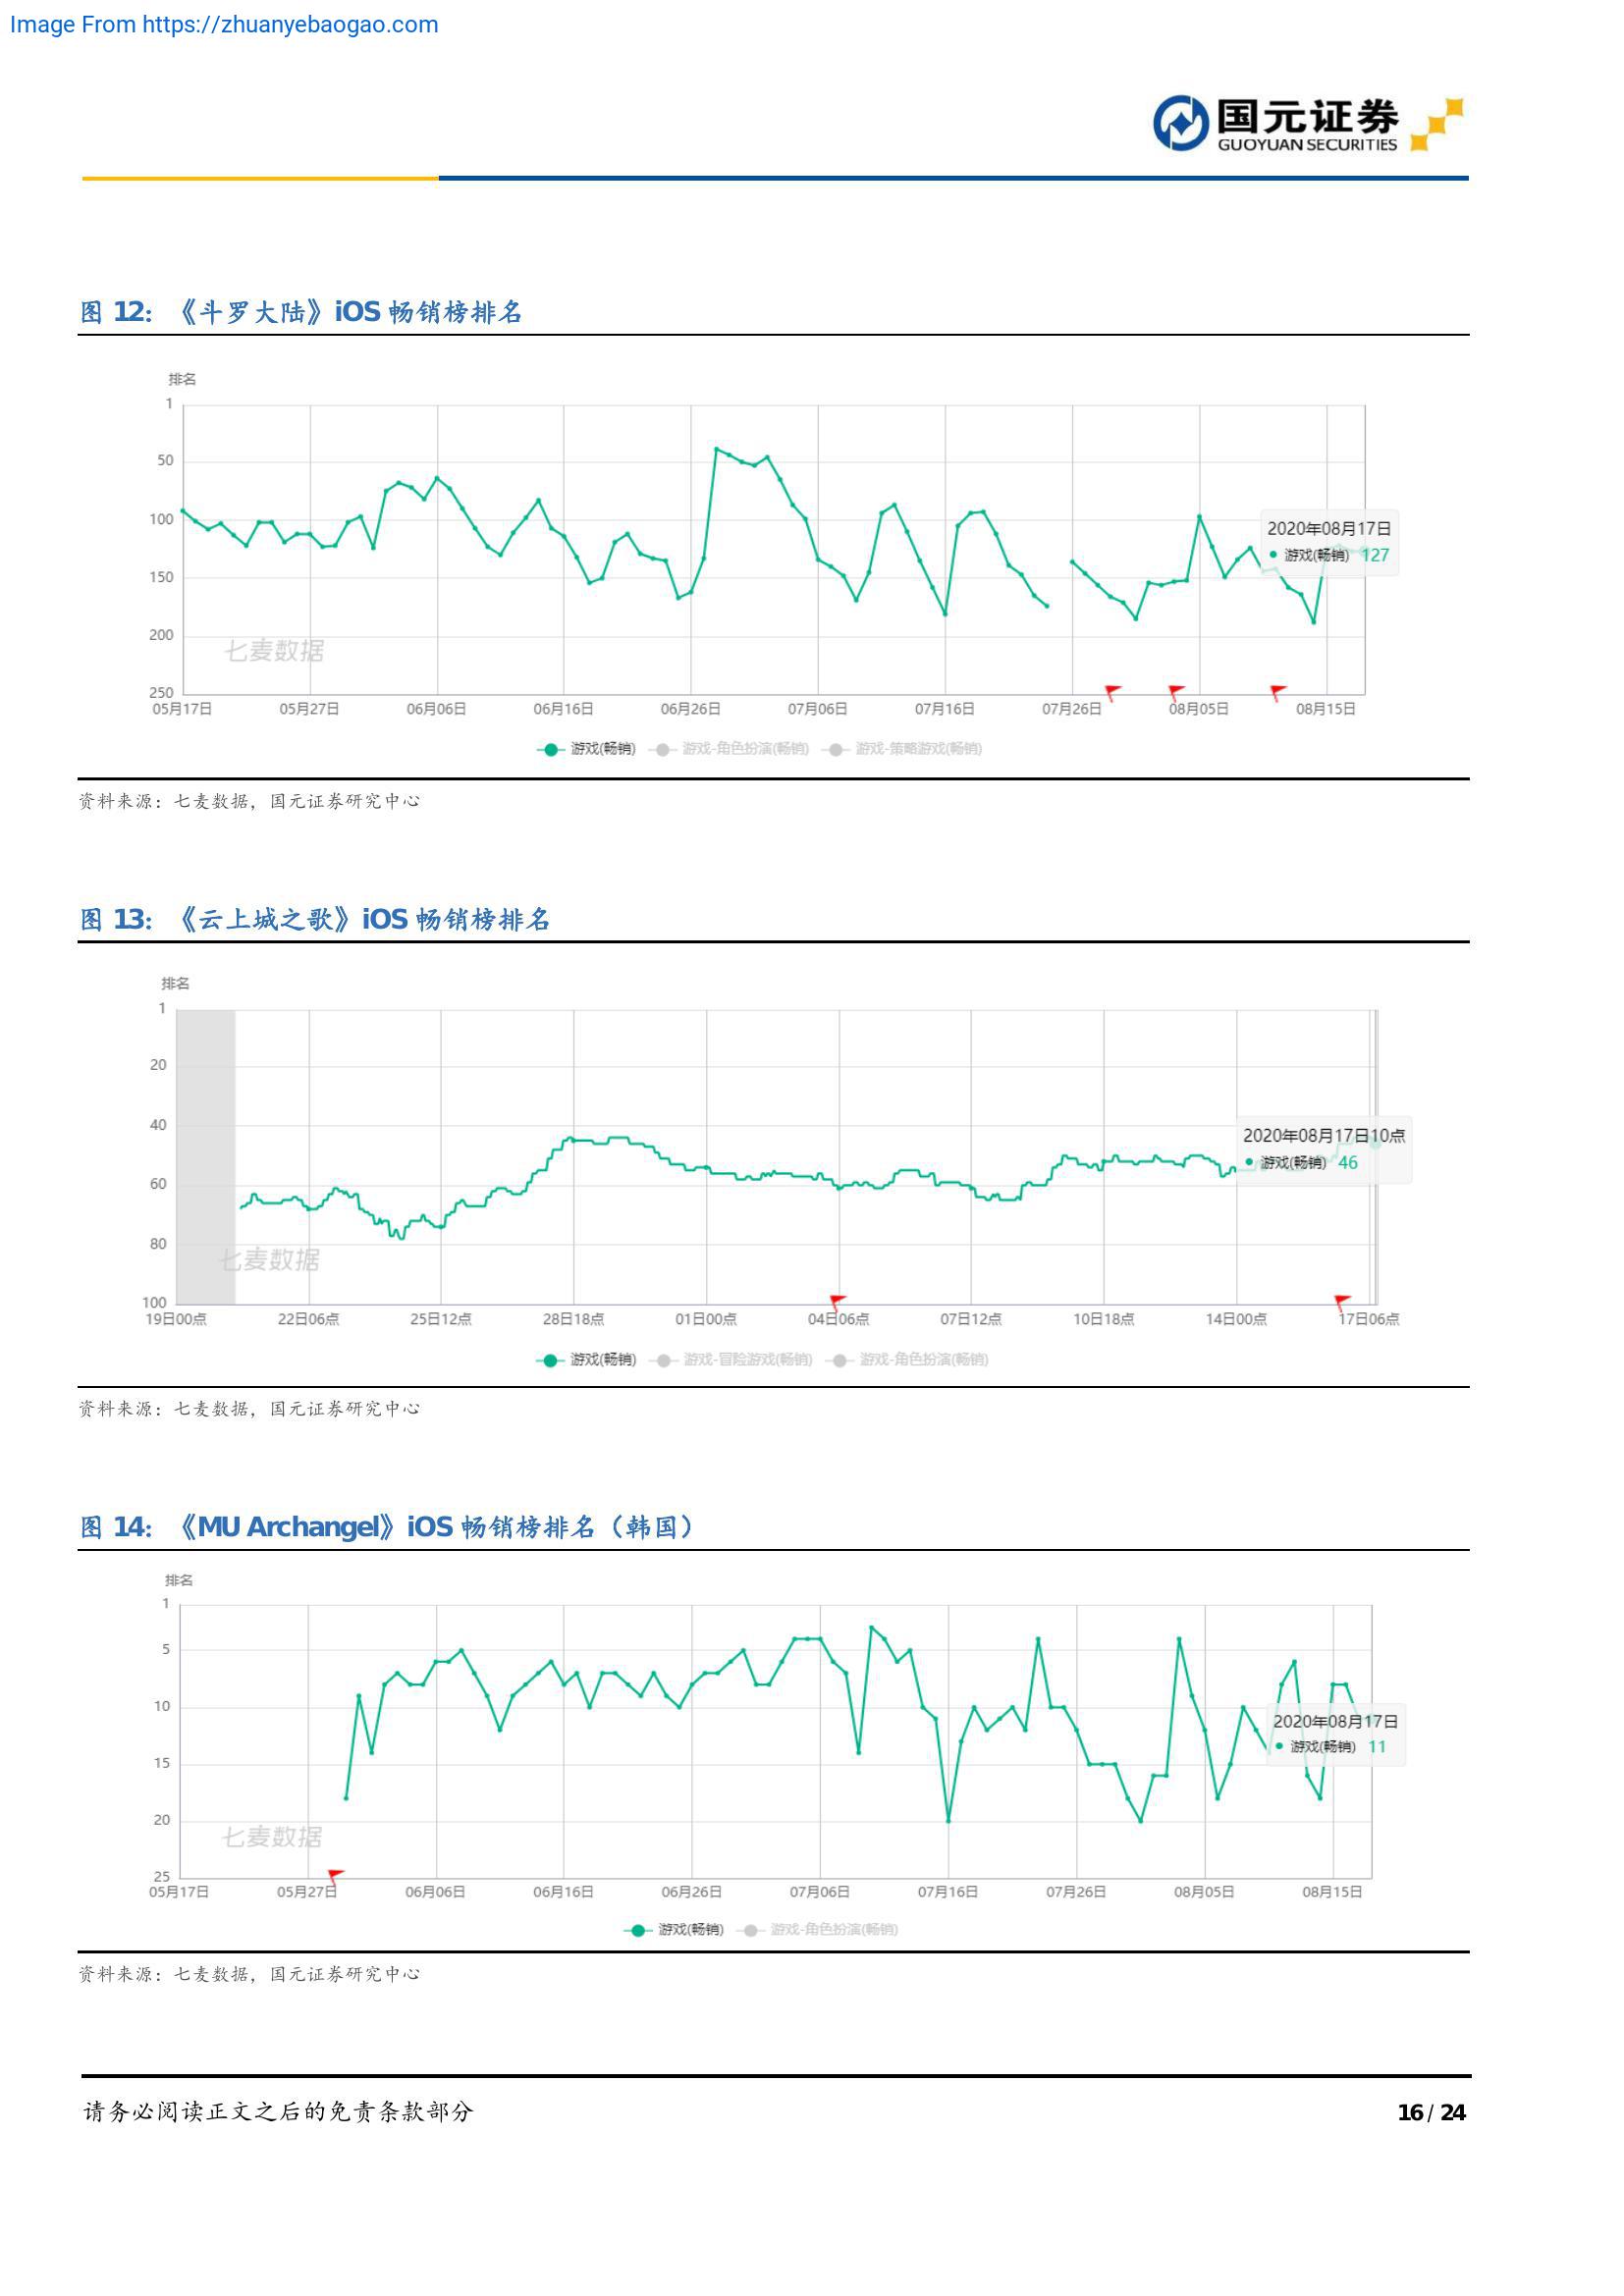 Image From https://zhuanyebaogao.com
国元证券
GUOYUAN SECURITIES
图 12：《斗罗大陆》iOS 畅销榜排名
排名
1
50
100
150
200
250
2020年08月17日
游戏(畅销) 127
七麦数据
05月17日 05月27日 06月06日 06月16日 06月26日 07月06日 07月16日 07月26日 08月05日 08月15日
游戏(畅销) 游戏-角色扮演(畅销) 游戏-策略游戏(畅销)
资料来源：七麦数据，国元证券研究中心
图 13：《云上城之歌》iOS 畅销榜排名
排名
1
20
40
60
80
100
2020年08月17日10点
游戏(畅销) 46
七麦数据
19日00点 22日06点 25日12点 28日18点 01日00点 04日06点 07日12点 10日18点 14日00点 17日06点
游戏(畅销) 游戏-冒险游戏(畅销) 游戏-角色扮演(畅销)
资料来源：七麦数据，国元证券研究中心
图 14：《MU Archangel》iOS 畅销榜排名（韩国）
排名
1
5
10
15
20
25
2020年08月17日
游戏(畅销) 11
七麦数据
05月17日 05月27日 06月06日 06月16日 06月26日 07月06日 07月16日 07月26日 08月05日 08月15日
游戏(畅销) 游戏-角色扮演(畅销)
资料来源：七麦数据，国元证券研究中心
请务必阅读正文之后的免责条款部分
16 / 24